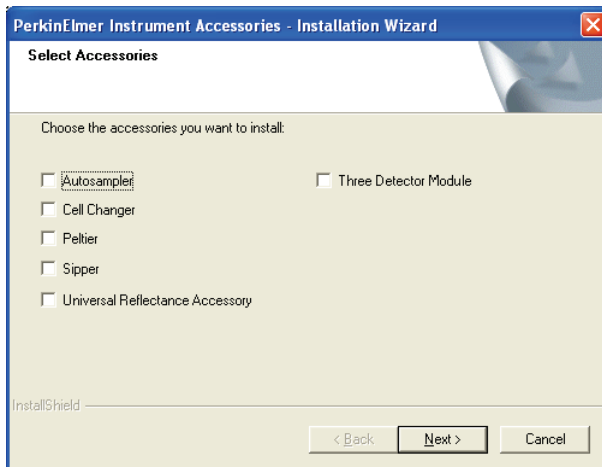 PerkinElmer Instrument Accessories - Installation Wizard
Select Accessories
Choose the accessories you want to install:
Autosampler
Cell Changer
Peltier
Sipper
Universal Reflectance Accessory
Three Detector Module
InstallShield
< Back
Next >
Cancel